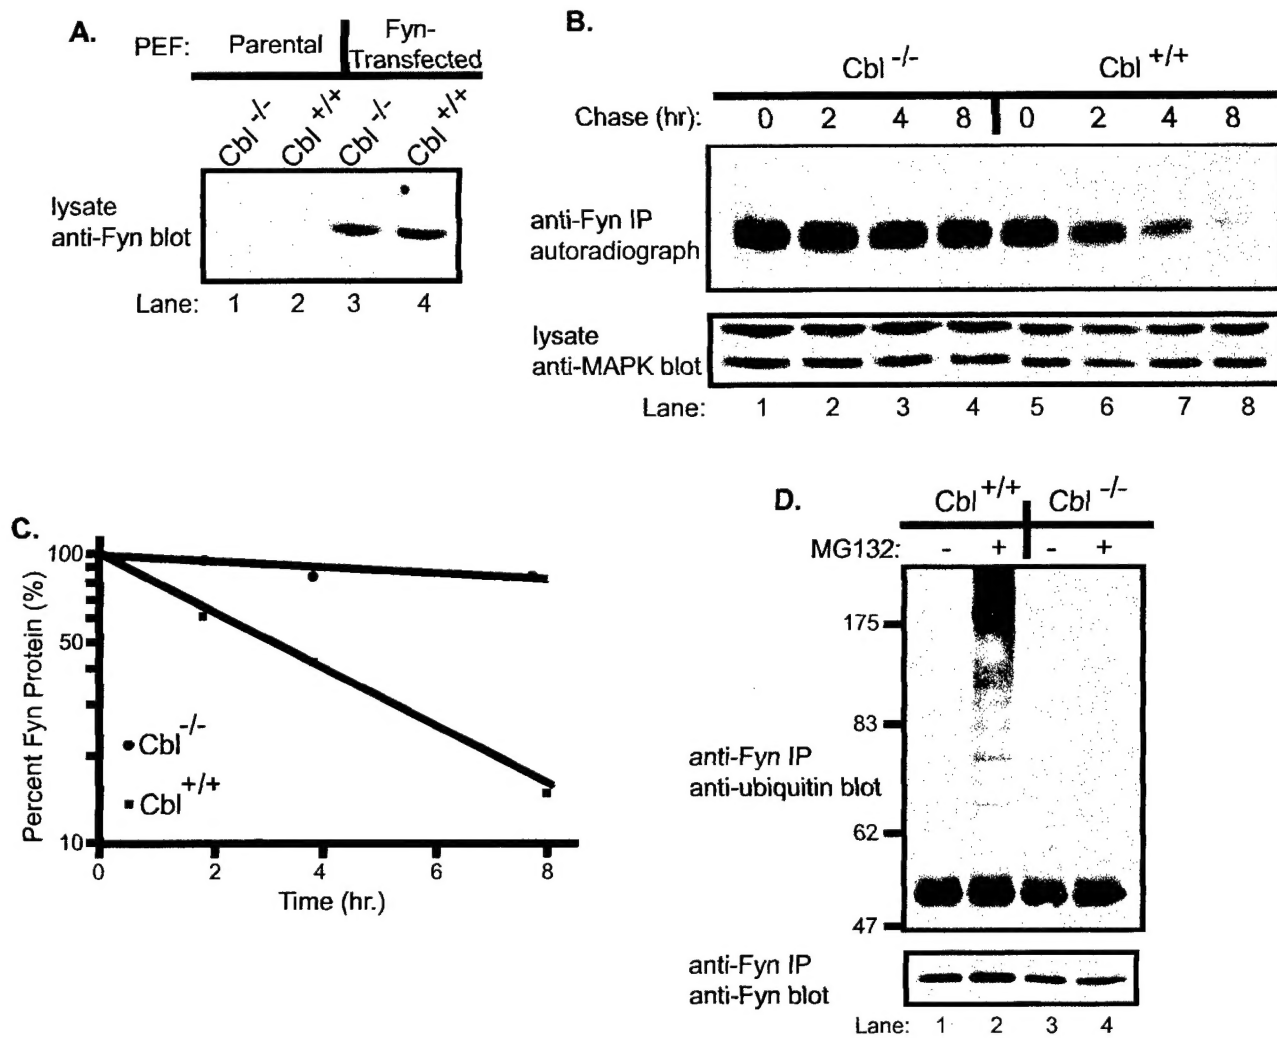 A.
PEF: Parental Fyn-Transfected
Cbl -/- Cbl +/+ Cbl -/- Cbl +/+
lysate
anti-Fyn blot
Lane: 1 2 3 4
B.
Cbl -/- Cbl +/+
Chase (hr): 0 2 4 8 0 2 4 8
anti-Fyn IP
autoradiograph
lysate
anti-MAPK blot
Lane: 1 2 3 4 5 6 7 8
C.
Percent Fyn Protein (%)
100
50
10
Cbl -/-
Cbl +/+
0 2 4 6 8
Time (hr.)
D.
Cbl +/+ Cbl -/-
MG132: - + - +
175
83
anti-Fyn IP
anti-ubiquitin blot
62
47
anti-Fyn IP
anti-Fyn blot
Lane: 1 2 3 4